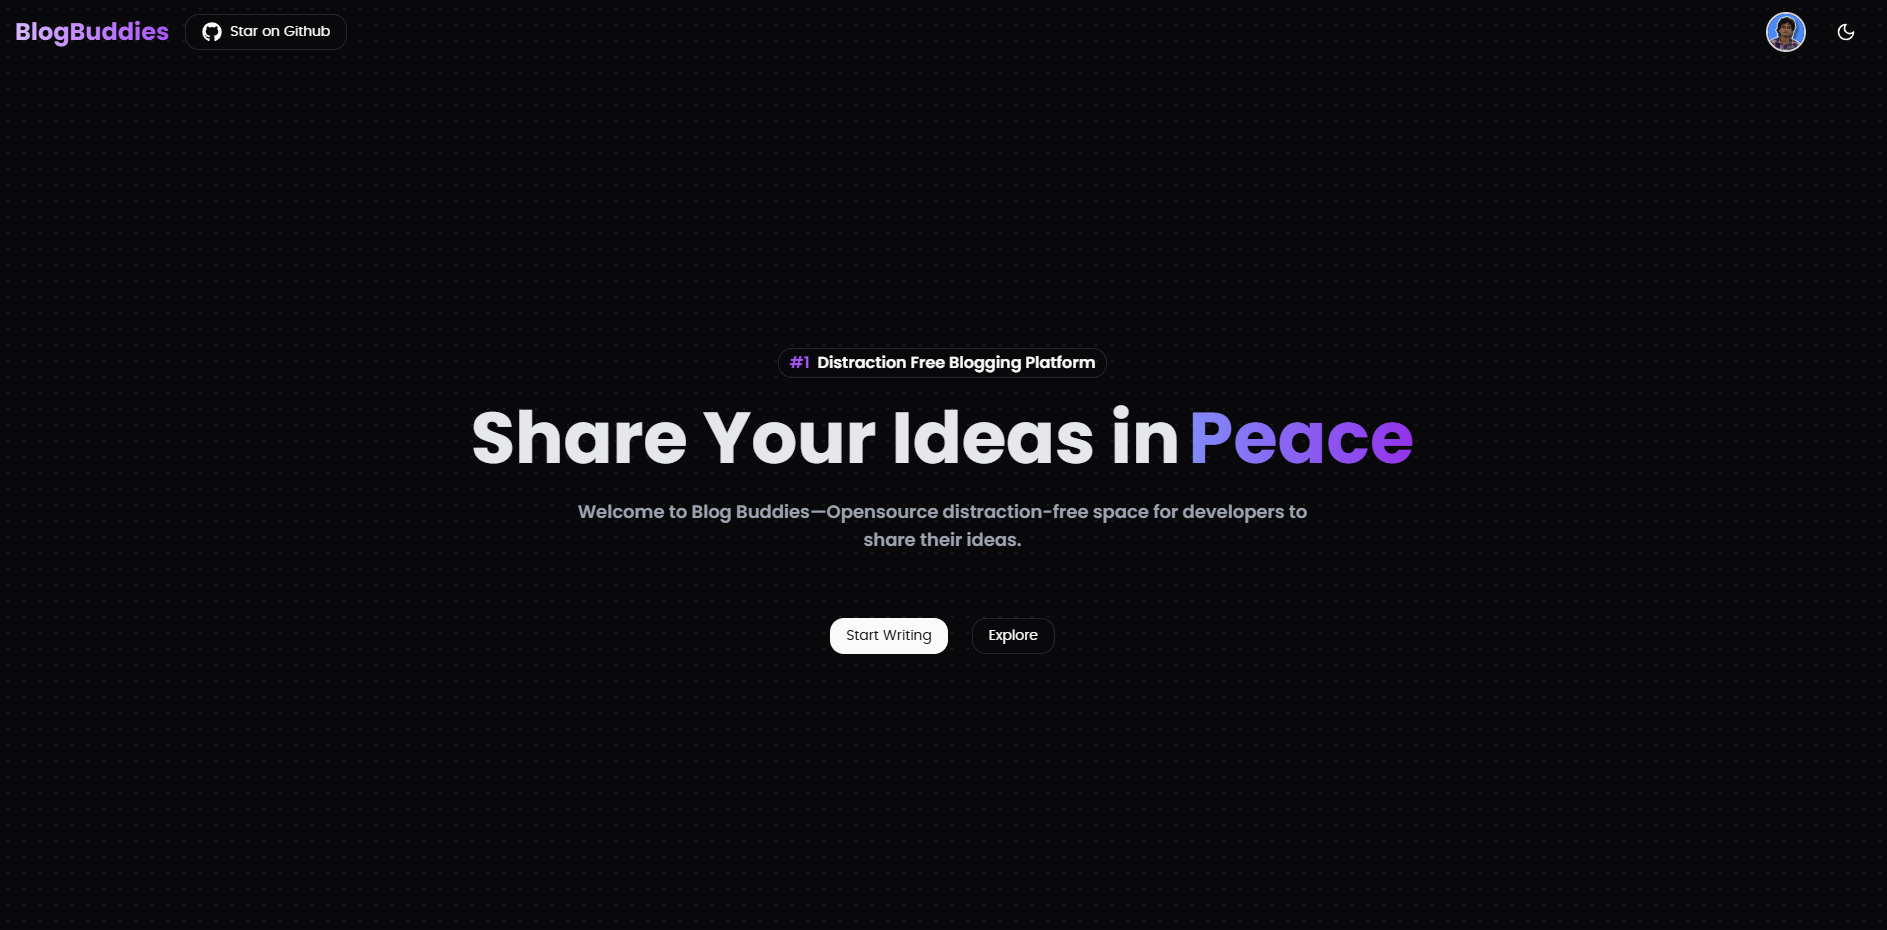 BlogBuddies
Star on Github
#1 Distraction Free Blogging Platform
Share Your Ideas in Peace
Welcome to Blog Buddies—Opensource distraction-free space for developers to
share their ideas.
Start Writing
Explore